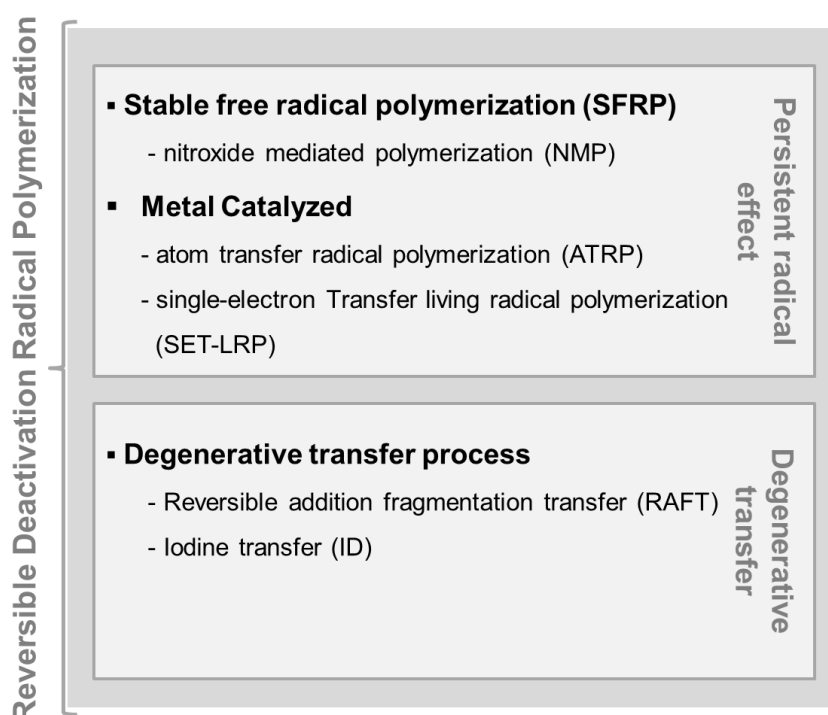 Reversible Deactivation Radical Polymerization
▪ Stable free radical polymerization (SFRP)
- nitroxide mediated polymerization (NMP)
▪ Metal Catalyzed
- atom transfer radical polymerization (ATRP)
- single-electron Transfer living radical polymerization
(SET-LRP)
Persistent radical
effect
▪ Degenerative transfer process
- Reversible addition fragmentation transfer (RAFT)
- Iodine transfer (ID)
Degenerative
transfer